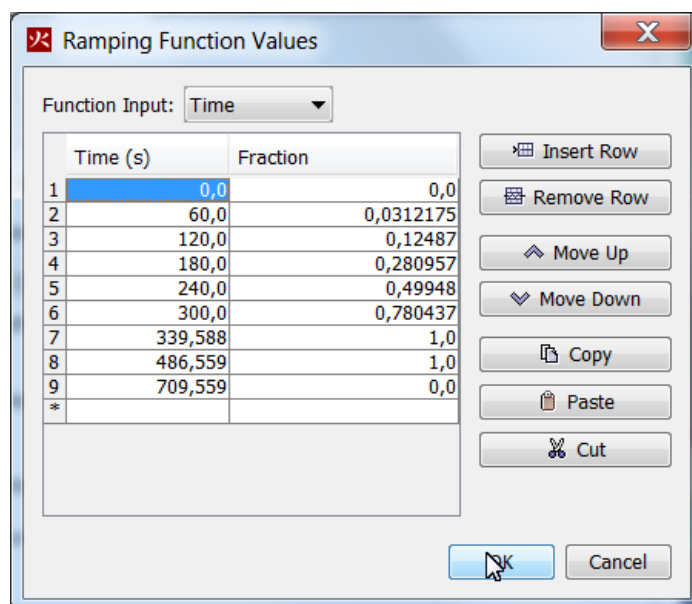 Ramping Function Values
Function Input: Time
Time (s) Fraction
1 0,0 0,0
2 60,0 0,0312175
3 120,0 0,12487
4 180,0 0,280957
5 240,0 0,49948
6 300,0 0,780437
7 339,588 1,0
8 486,559 1,0
9 709,559 0,0
*
Insert Row
Remove Row
Move Up
Move Down
Copy
Paste
Cut
OK Cancel